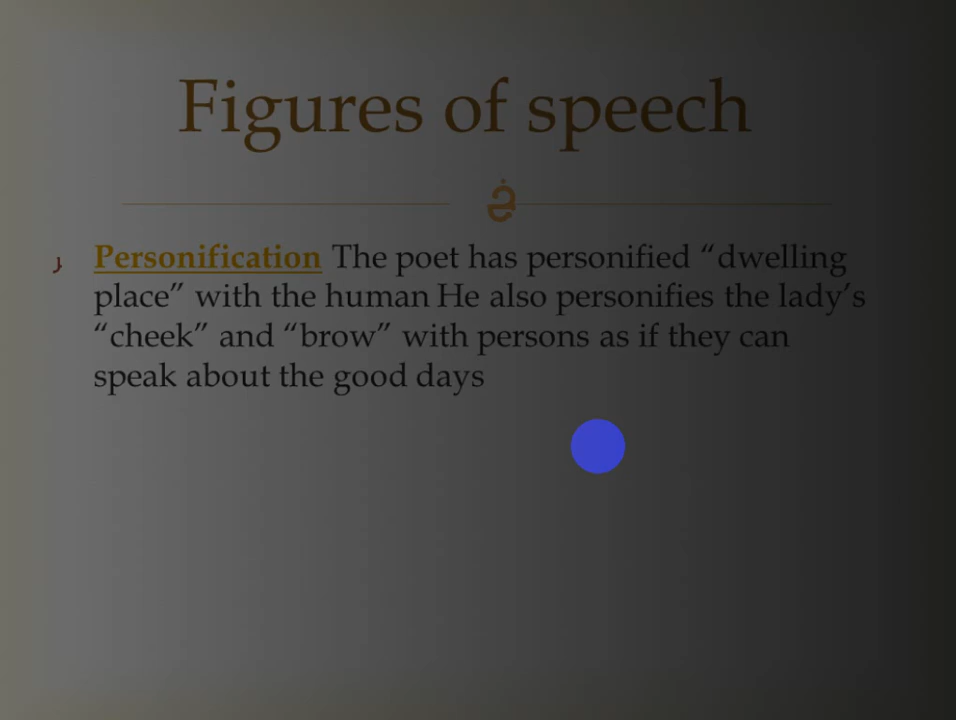 Figures of speech
Personification The poet has personified “dwelling
place” with the human He also personifies the lady’s
“cheek” and “brow” with persons as if they can
speak about the good days